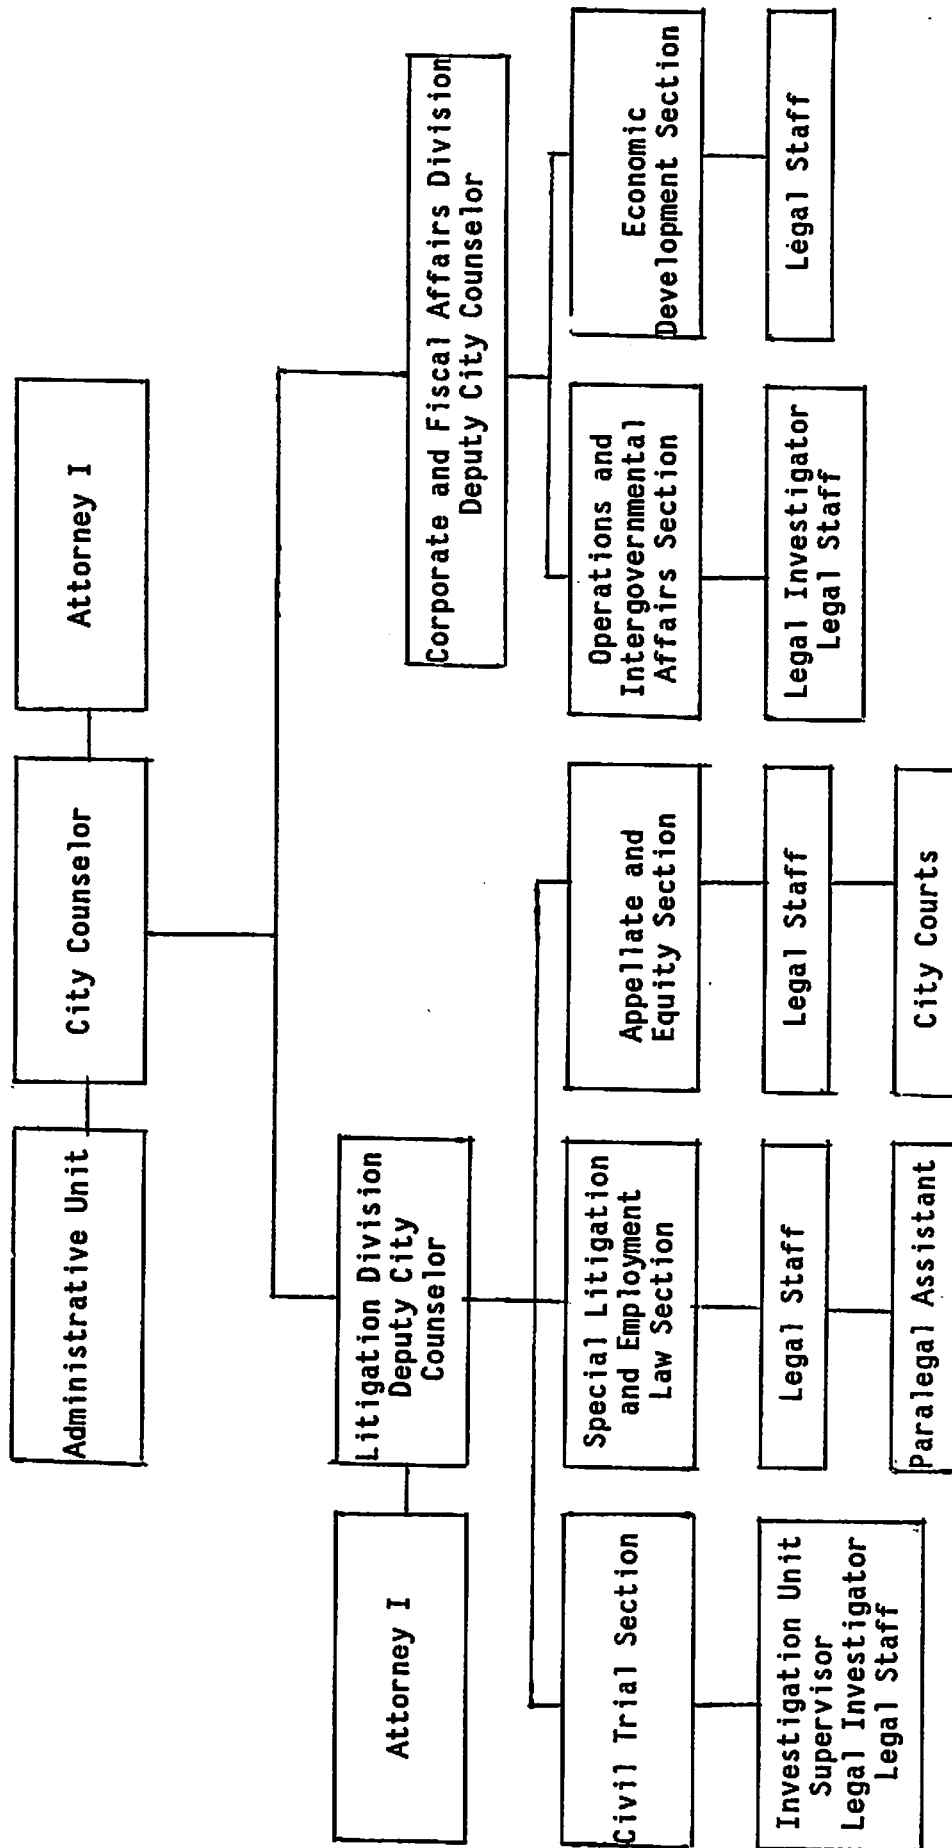 Administrative Unit
City Counselor
Attorney I
Attorney I
Litigation Division
Deputy City
Counselor
Corporate and Fiscal Affairs Division
Deputy City Counselor
Civil Trial Section
Special Litigation
and Employment
Law Section
Appellate and
Equity Section
Operations and
Intergovernmental
Affairs Section
Economic
Development Section
Investigation Unit
Supervisor
Legal Investigator
Legal Staff
Legal Staff
Legal Staff
Legal Investigator
Legal Staff
Legal Staff
Paralegal Assistant
City Courts